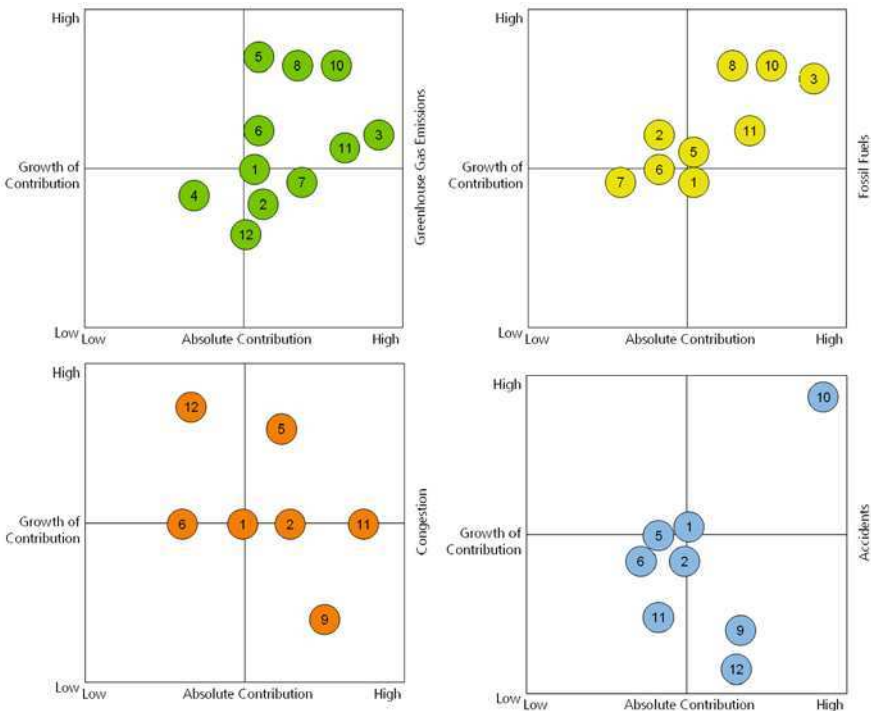 High
5
8
10
6
3
11
Growth of
Contribution
1
7
4
2
12
Greenhouse Gas Emissions
Low
Low
Absolute Contribution
High
High
8
10
3
2
11
5
Growth of
Contribution
6
7
1
Fossil Fuels
Low
Low
Absolute Contribution
High
High
12
5
Growth of
Contribution
6
1
2
11
9
Congestion
Low
Low
Absolute Contribution
High
High
10
1
Growth of
Contribution
5
6
2
11
9
12
Accidents
Low
Low
Absolute Contribution
High